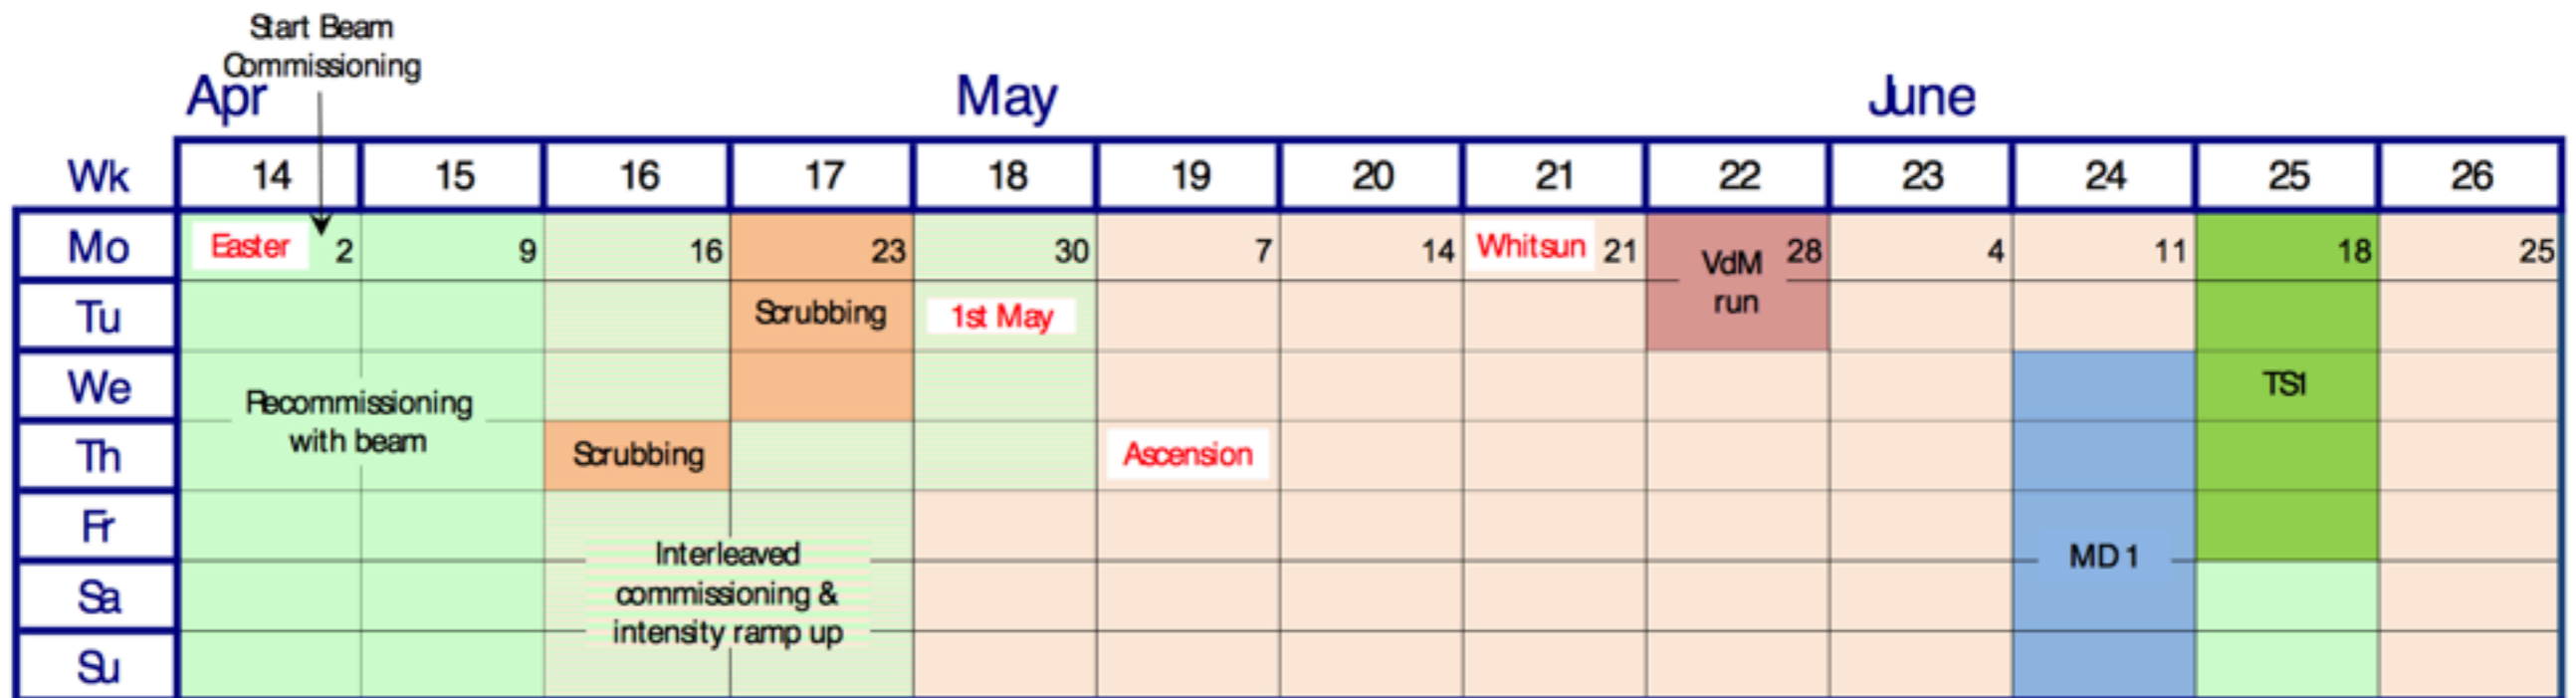 Start Beam
Commissioning
Apr May June
Wk 14 15 16 17 18 19 20 21 22 23 24 25 26
Mo Easter 2 9 16 23 30 7 14 Whitsun 21 VdM 28 4 11 18 25
run
Tu Scrubbing 1st May
We TS1
Recommissioning
with beam
Th Scrubbing Ascension
Fr
Interleaved
commissioning &
intensity ramp up
MD 1
Sa
Su